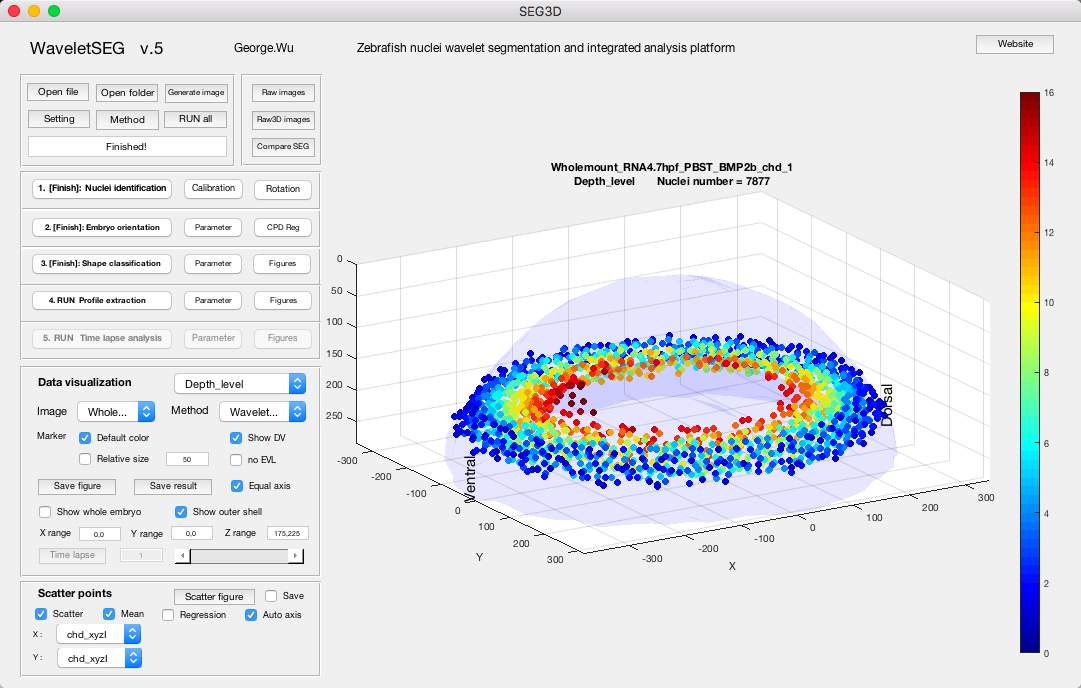 SEG3D
WaveletSEG v.5
George.Wu
Zebrafish nuclei wavelet segmentation and integrated analysis platform
Website
Open file
Open folder
Generate image
Raw images
Setting
Method
RUN all
Raw3D images
Finished!
Compare SEG
1. [Finish]: Nuclei identification
Calibration
Rotation
2. [Finish]: Embryo orientation
Parameter
CPD Reg
3. [Finish]: Shape classification
Parameter
Figures
4. RUN Profile extraction
Parameter
Figures
5. RUN Time lapse analysis
Parameter
Figures
Data visualization
Depth_level
Image
Whole...
Method
Wavelet...
Marker
Default color
Show DV
Relative size
50
no EVL
Save figure
Save result
Equal axis
Show whole embryo
Show outer shell
X range
0,0
Y range
0,0
Z range
175,225
Time lapse
1
Scatter points
Scatter figure
Save
Scatter
Mean
Regression
Auto axis
X :
chd_xyzI
Y :
chd_xyzI
Wholemount_RNA4.7hpf_PBST_BMP2b_chd_1
Depth_level Nuclei number = 7877
0
50
100
150
200
250
-300
-200
-100
0
100
200
300
Y
-300
-200
-100
0
100
200
300
X
Ventral
Dorsal
16
14
12
10
8
6
4
2
0